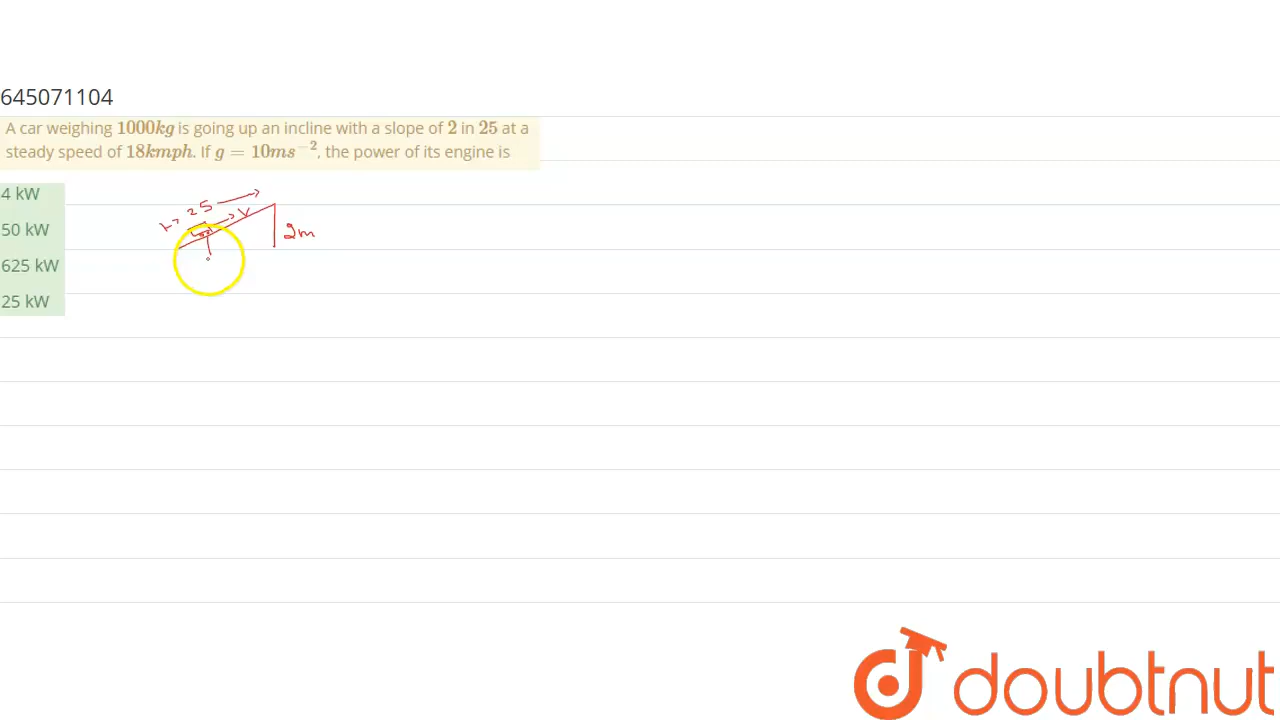 645071104
A car weighing 1000kg is going up an incline with a slope of 2 in 25 at a
steady speed of 18kmph. If g = 10ms⁻², the power of its engine is
4 kW
50 kW
625 kW
25 kW
25
V
2m
doubtnut